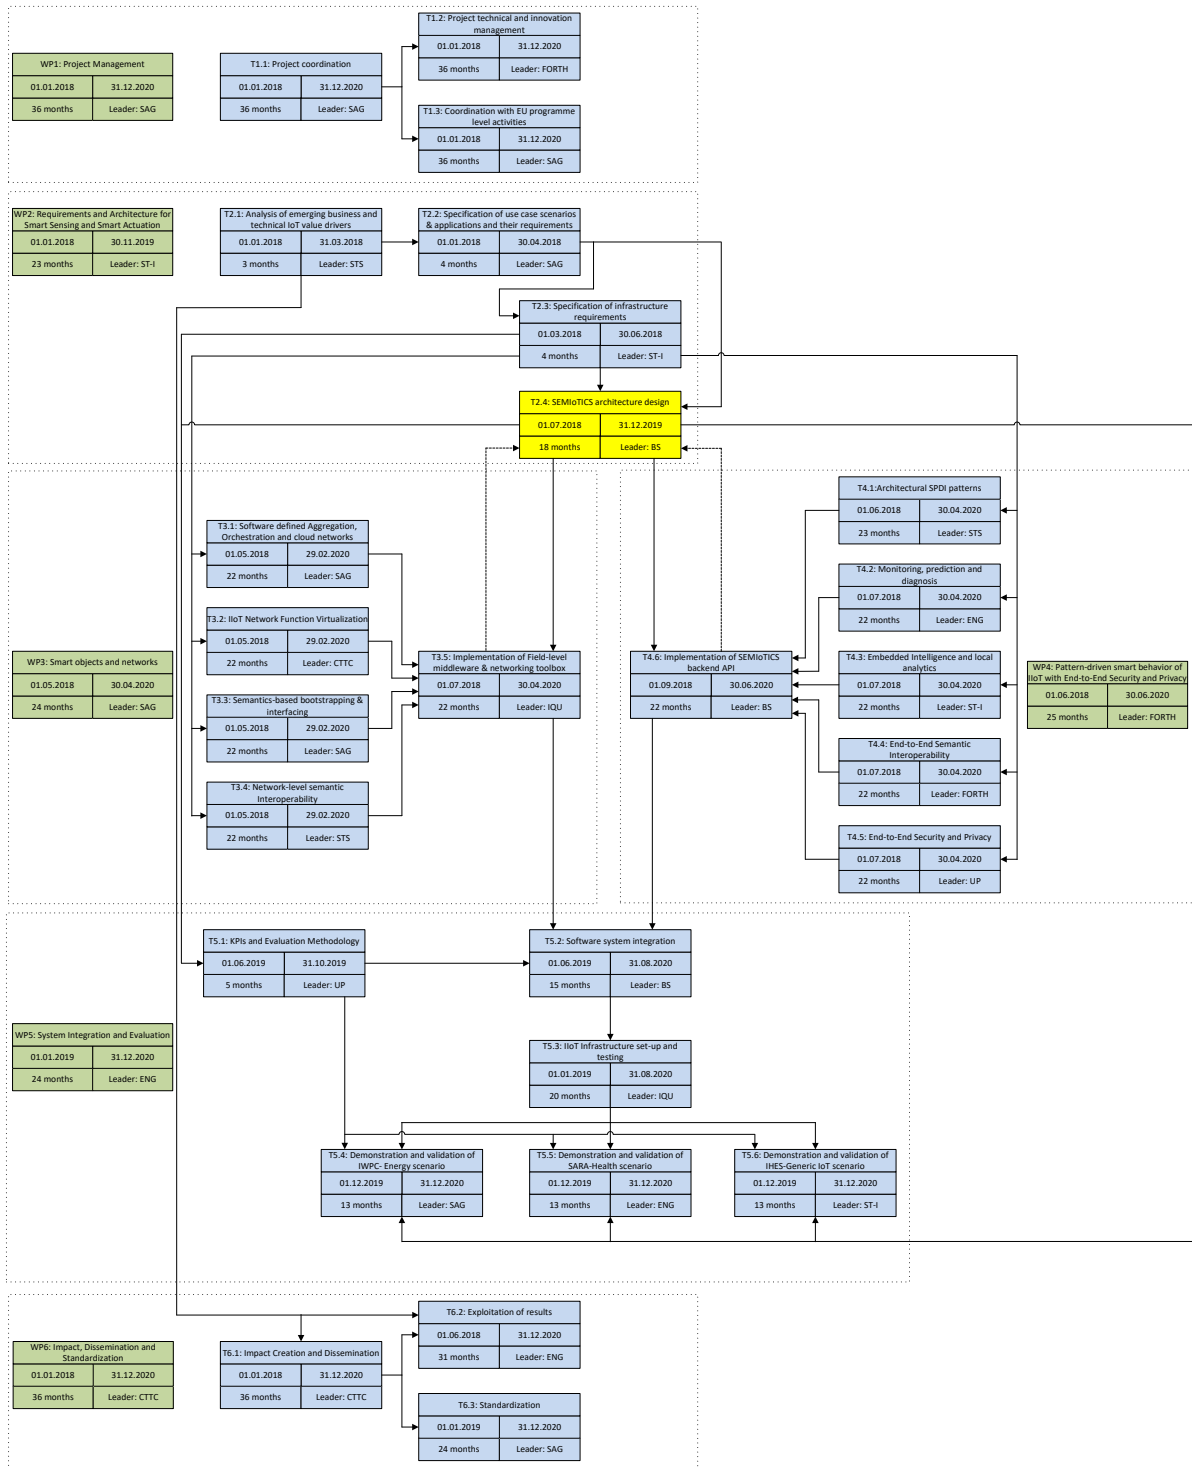 T1.2: Project technical and innovation
management
01.01.2018 31.12.2020
36 months Leader: FORTH
WP1: Project Management
01.01.2018 31.12.2020
36 months Leader: SAG
T1.1: Project coordination
01.01.2018 31.12.2020
36 months Leader: SAG
T1.3: Coordination with EU programme
level activities
01.01.2018 31.12.2020
36 months Leader: SAG
WP2: Requirements and Architecture for
Smart Sensing and Smart Actuation
01.01.2018 30.11.2019
23 months Leader: ST-I
T2.1: Analysis of emerging business and
technical IoT value drivers
01.01.2018 31.03.2018
3 months Leader: STS
T2.2: Specification of use case scenarios
& applications and their requirements
01.01.2018 30.04.2018
4 months Leader: SAG
T2.3: Specification of infrastructure
requirements
01.03.2018 30.06.2018
4 months Leader: ST-I
T2.4: SEMIoTICS architecture design
01.07.2018 31.12.2019
18 months Leader: BS
T3.1: Software defined Aggregation,
Orchestration and cloud networks
01.05.2018 29.02.2020
22 months Leader: SAG
T3.2: IIoT Network Function Virtualization
01.05.2018 29.02.2020
22 months Leader: CTTC
WP3: Smart objects and networks
01.05.2018 30.04.2020
24 months Leader: SAG
T3.3: Semantics-based bootstrapping &
interfacing
01.05.2018 29.02.2020
22 months Leader: SAG
T3.4: Network-level semantic
Interoperability
01.05.2018 29.02.2020
22 months Leader: STS
T3.5: Implementation of Field-level
middleware & networking toolbox
01.07.2018 30.04.2020
22 months Leader: IQU
T4.6: Implementation of SEMIoTICS
backend API
01.09.2018 30.06.2020
22 months Leader: BS
T4.1:Architectural SPDI patterns
01.06.2018 30.04.2020
23 months Leader: STS
T4.2: Monitoring, prediction and
diagnosis
01.07.2018 30.04.2020
22 months Leader: ENG
T4.3: Embedded Intelligence and local
analytics
01.07.2018 30.04.2020
22 months Leader: ST-I
T4.4: End-to-End Semantic
Interoperability
01.07.2018 30.04.2020
22 months Leader: FORTH
T4.5: End-to-End Security and Privacy
01.07.2018 30.04.2020
22 months Leader: UP
WP4: Pattern-driven smart behavior of
IIoT with End-to-End Security and Privacy
01.06.2018 30.06.2020
25 months Leader: FORTH
T5.1: KPIs and Evaluation Methodology
01.06.2019 31.10.2019
5 months Leader: UP
T5.2: Software system integration
01.06.2019 31.08.2020
15 months Leader: BS
WP5: System Integration and Evaluation
01.01.2019 31.12.2020
24 months Leader: ENG
T5.3: IIoT Infrastructure set-up and
testing
01.01.2019 31.08.2020
20 months Leader: IQU
T5.4: Demonstration and validation of
IWPC- Energy scenario
01.12.2019 31.12.2020
13 months Leader: SAG
T5.5: Demonstration and validation of
SARA-Health scenario
01.12.2019 31.12.2020
13 months Leader: ENG
T5.6: Demonstration and validation of
IHES-Generic IoT scenario
01.12.2019 31.12.2020
13 months Leader: ST-I
T6.2: Exploitation of results
01.06.2018 31.12.2020
31 months Leader: ENG
WP6: Impact, Dissemination and
Standardization
01.01.2018 31.12.2020
36 months Leader: CTTC
T6.1: Impact Creation and Dissemination
01.01.2018 31.12.2020
36 months Leader: CTTC
T6.3: Standardization
01.01.2019 31.12.2020
24 months Leader: SAG